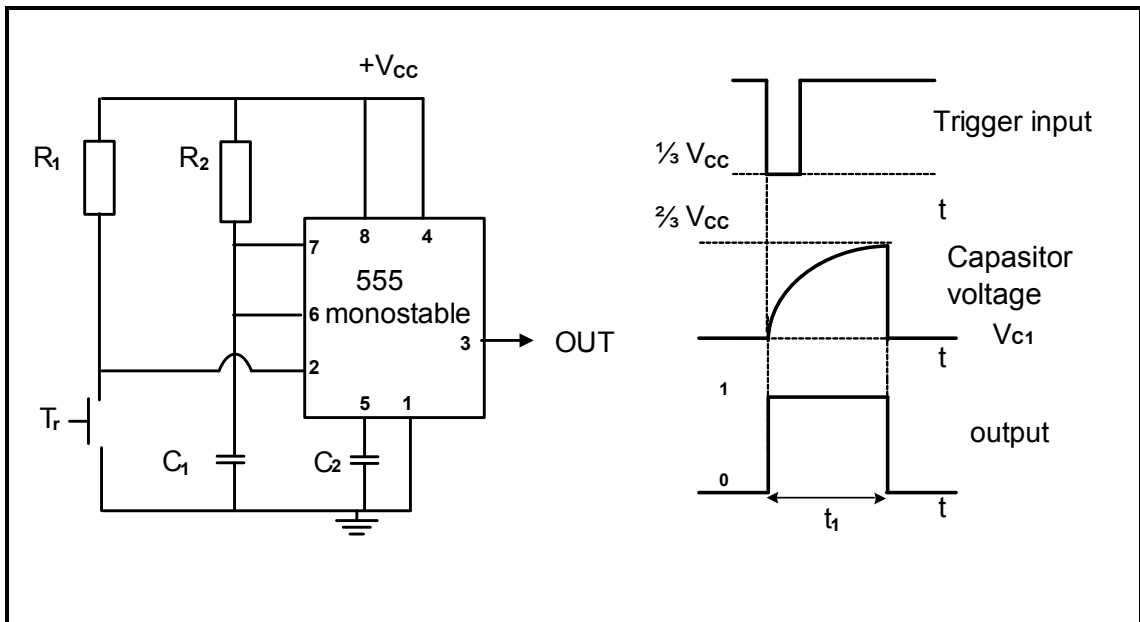 +Vcc
R₁
R₂
7
8
4
555
monostable
6
3
OUT
2
5
1
Tᵣ
C₁
C₂
Trigger input
⅓ Vcc
t
⅔ Vcc
Capasitor
voltage
Vc1
t
1
output
0
t₁
t